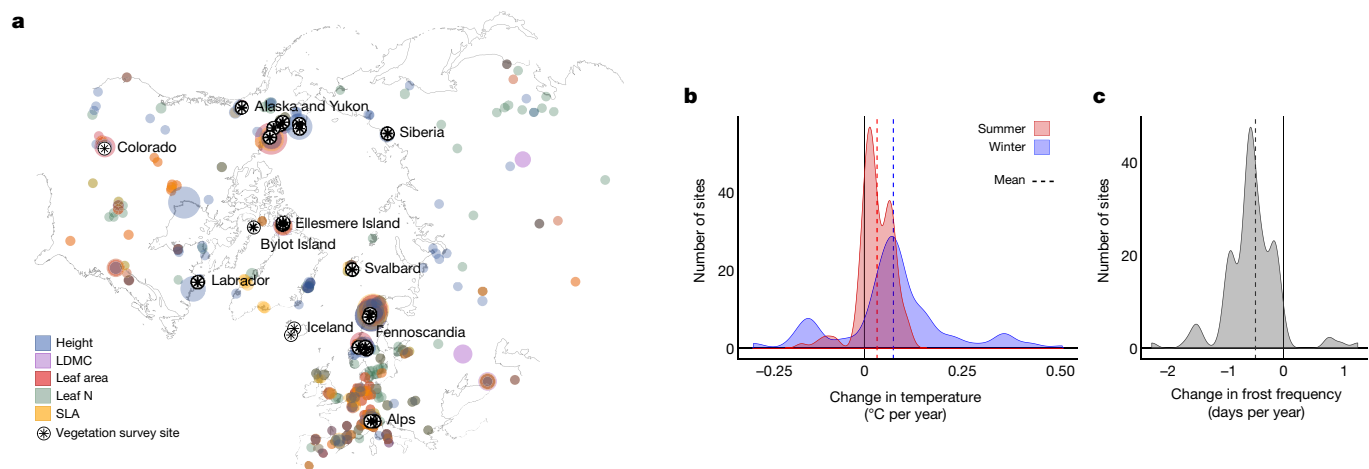 a
Alaska and Yukon
Siberia
Colorado
Ellesmere Island
Bylot Island
Svalbard
Labrador
Iceland
Fennoscandia
Alps
Height
LDMC
Leaf area
Leaf N
SLA
Vegetation survey site
b
Number of sites
40
20
0
Summer
Winter
Mean
−0.25
0
0.25
0.50
Change in temperature
(°C per year)
c
Number of sites
40
20
0
−2
−1
0
1
Change in frost frequency
(days per year)